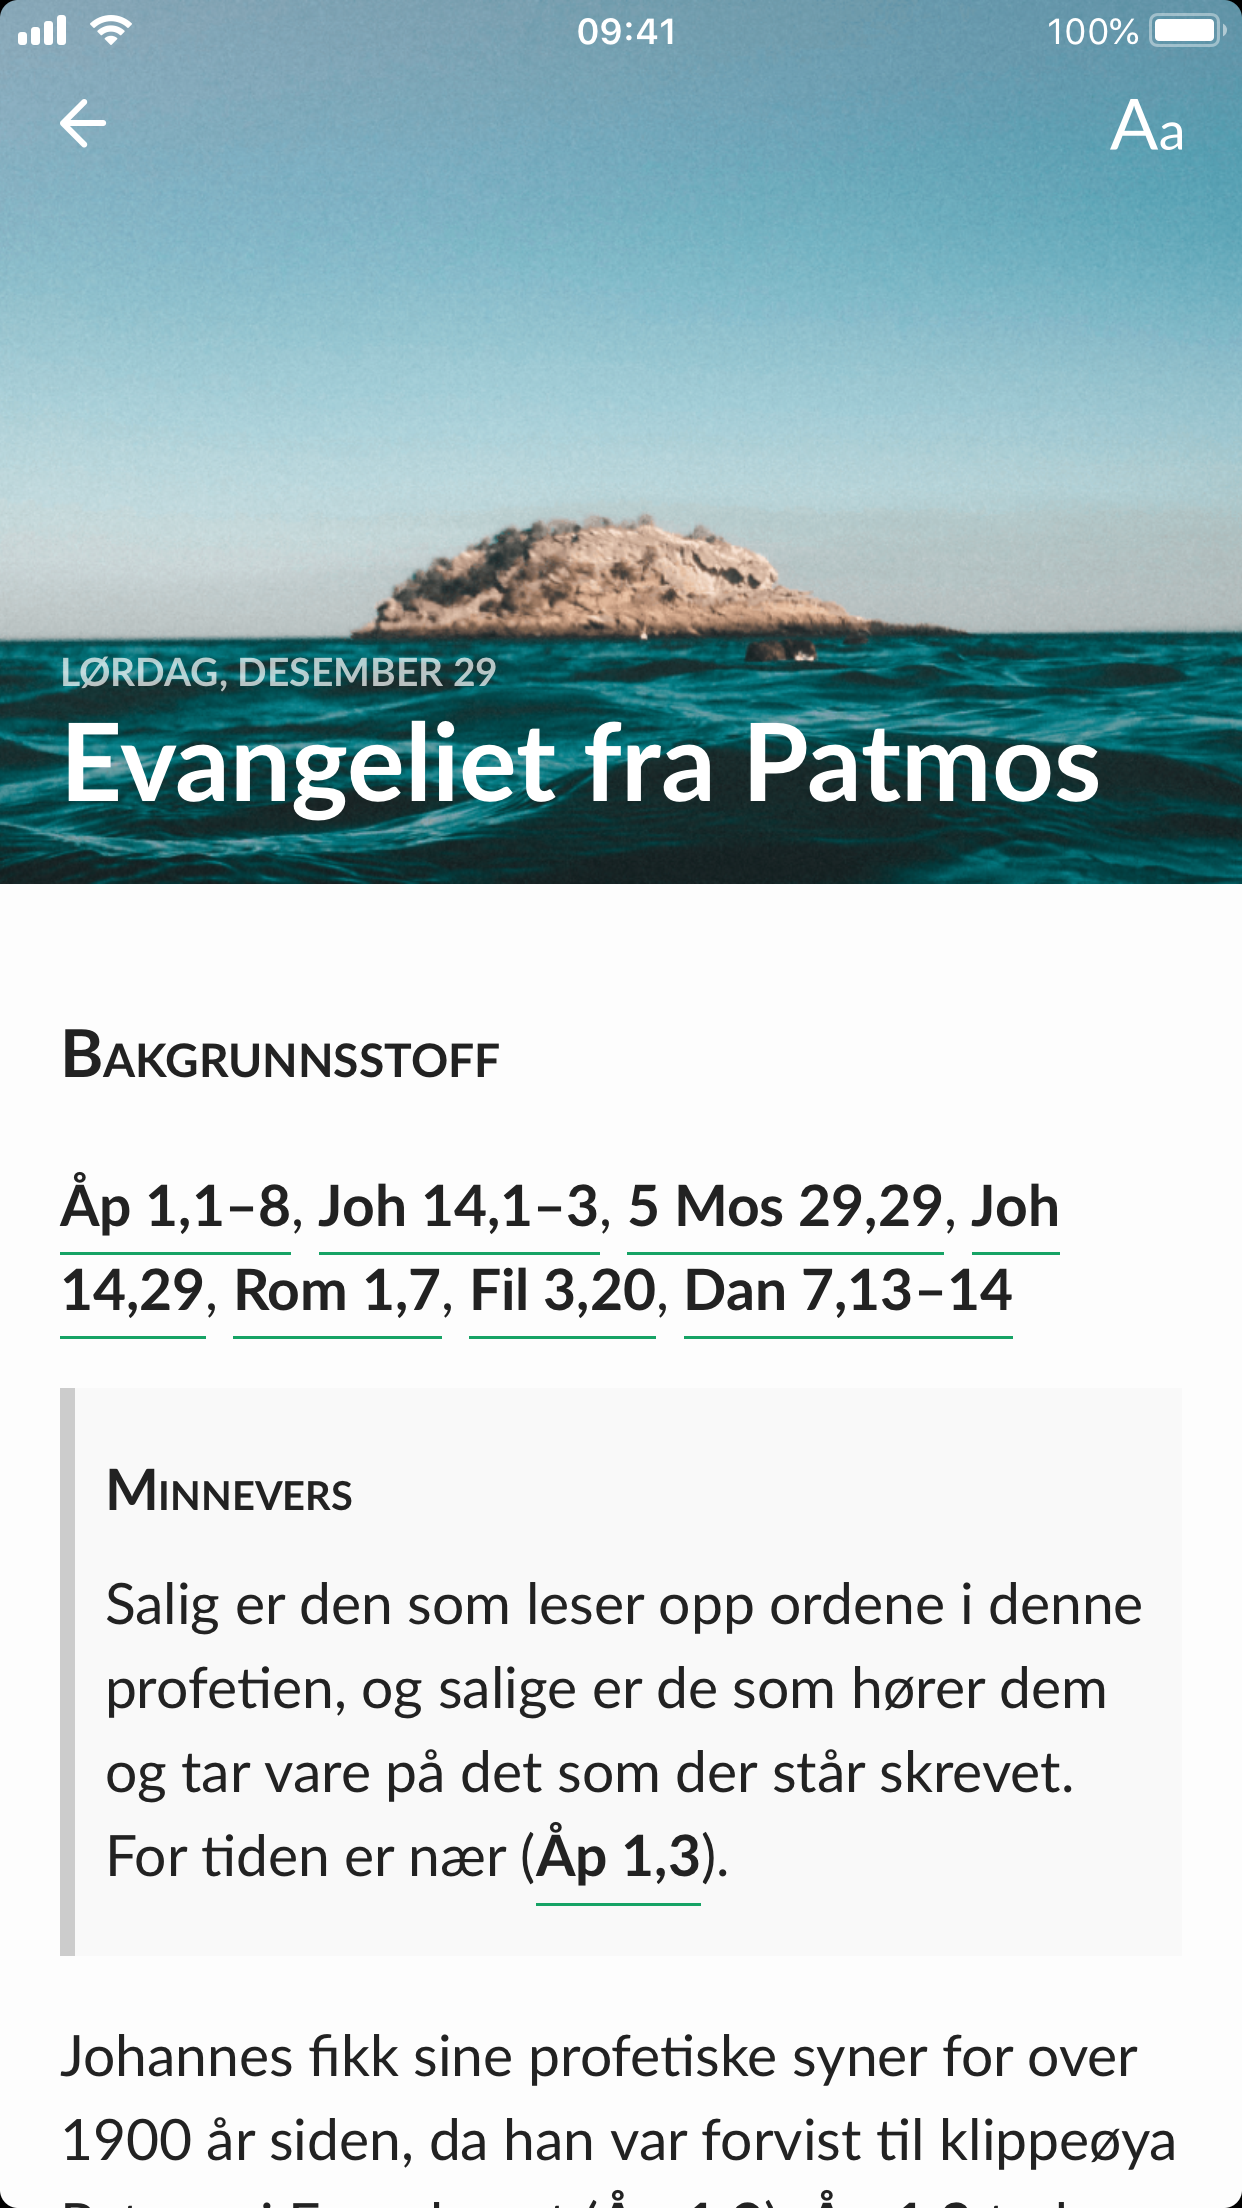 09:41
100%
Aa
LØRDAG, DESEMBER 29
Evangeliet fra Patmos
BAKGRUNNSSTOFF
Åp 1,1–8, Joh 14,1–3, 5 Mos 29,29, Joh
14,29, Rom 1,7, Fil 3,20, Dan 7,13–14
MINNEVERS
Salig er den som leser opp ordene i denne
profetien, og salige er de som hører dem
og tar vare på det som der står skrevet.
For tiden er nær (Åp 1,3).
Johannes fikk sine profetiske syner for over
1900 år siden, da han var forvist til klippeøya